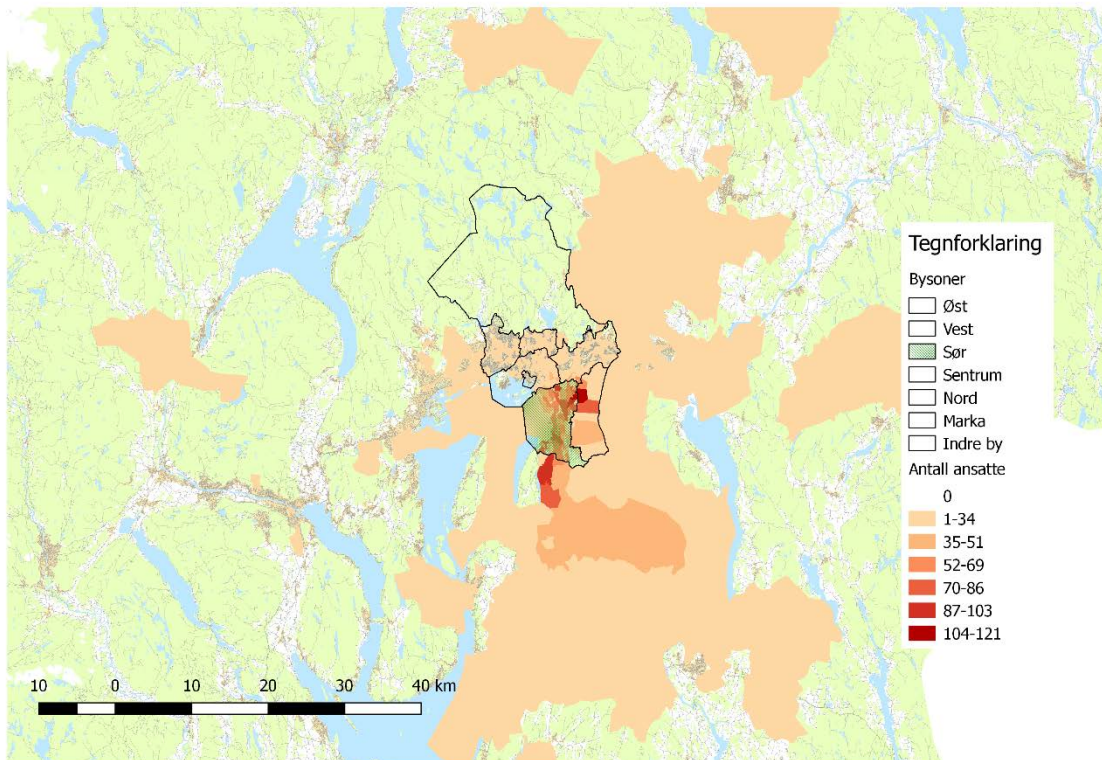 Tegnforklaring
Bysoner
Øst
Vest
Sør
Sentrum
Nord
Marka
Indre by
Antall ansatte
0
1-34
35-51
52-69
70-86
87-103
104-121
10 0 10 20 30 40 km